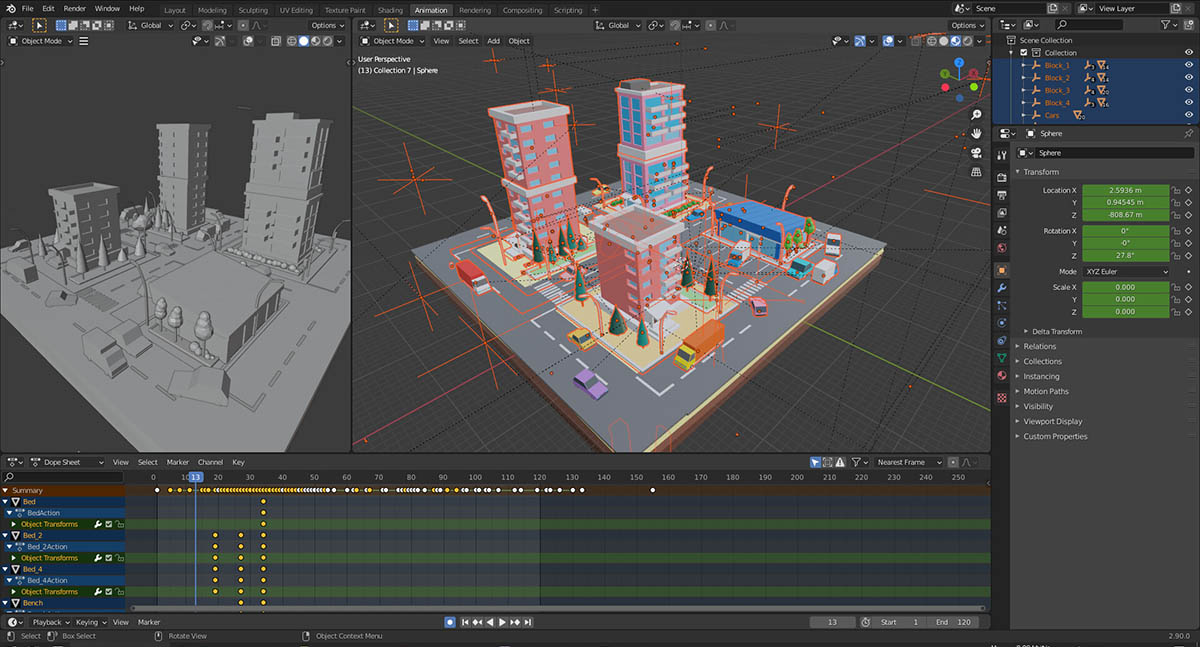 File Edit Render Window Help Layout Modeling Sculpting UV Editing Texture Paint Shading Animation Rendering Compositing Scripting + Scene View Layer
Global Options Global Options
Object Mode Object Mode View Select Add Object
User Perspective
(13) Collection 7 | Sphere
Scene Collection
Collection
Block_1
Block_2
Block_3
Block_4
Cars
Sphere
Sphere
Transform
Location X 2.5936 m
Y 0.94545 m
Z -808.67 m
Rotation X 0°
Y -0°
Z 27.8°
Mode XYZ Euler
Scale X 0.000
Y 0.000
Z 0.000
Delta Transform
Relations
Collections
Instancing
Motion Paths
Visibility
Viewport Display
Custom Properties
Dope Sheet View Select Marker Channel Key Nearest Frame
0 10 13 20 30 40 50 60 70 80 90 100 110 120 130 140 150 160 170 180 190 200 210 220 230 240 250
Summary
Bed
BedAction
Object Transforms
Bed_2
Bed_2Action
Object Transforms
Bed_4
Bed_4Action
Object Transforms
Bench
Playback Keying View Marker 13 Start 1 End 120
Select Box Select Rotate View Object Context Menu 2.90.0